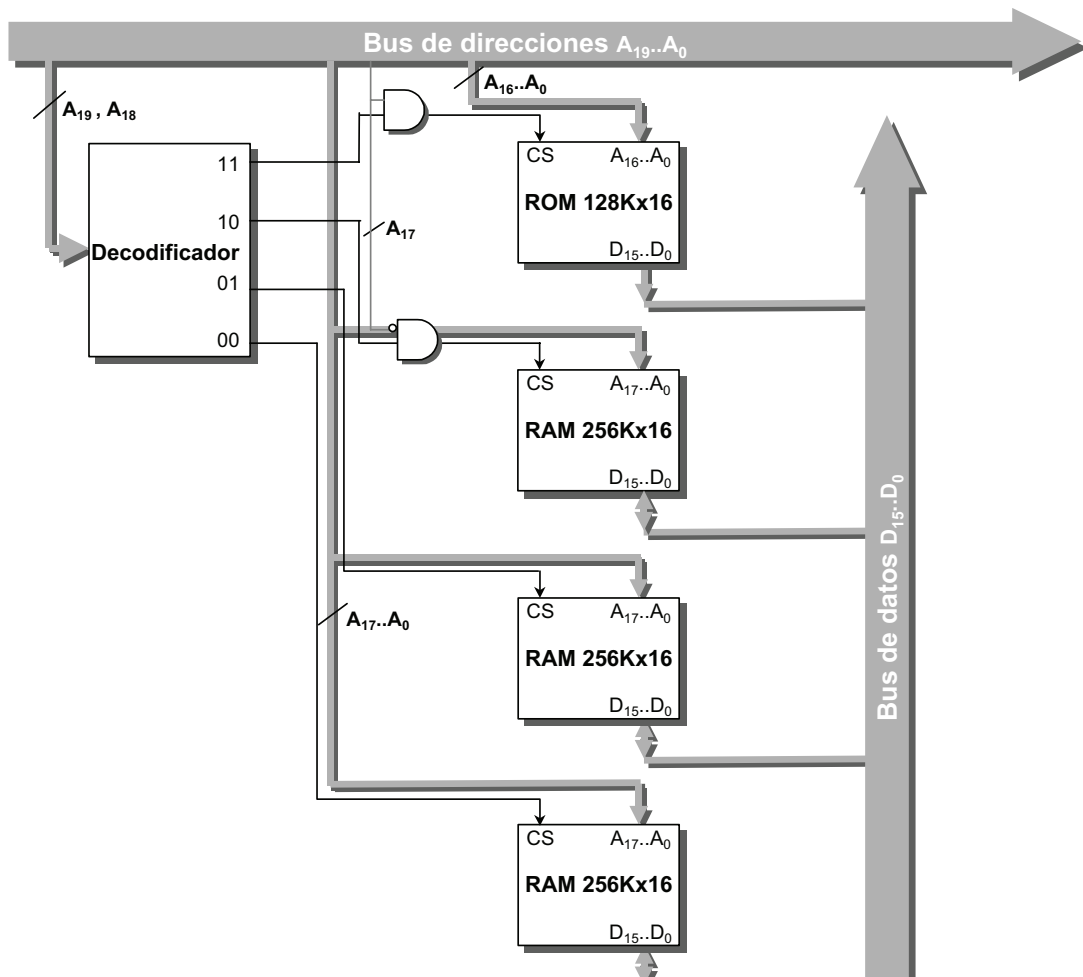 Bus de direcciones A₁₉..A₀
A₁₆..A₀
A₁₉ , A₁₈
11
10
Decodificador
01
00
A₁₇
CS A₁₆..A₀
ROM 128Kx16
D₁₅..D₀
CS A₁₇..A₀
RAM 256Kx16
D₁₅..D₀
A₁₇..A₀
CS A₁₇..A₀
RAM 256Kx16
D₁₅..D₀
CS A₁₇..A₀
RAM 256Kx16
D₁₅..D₀
Bus de datos D₁₅..D₀